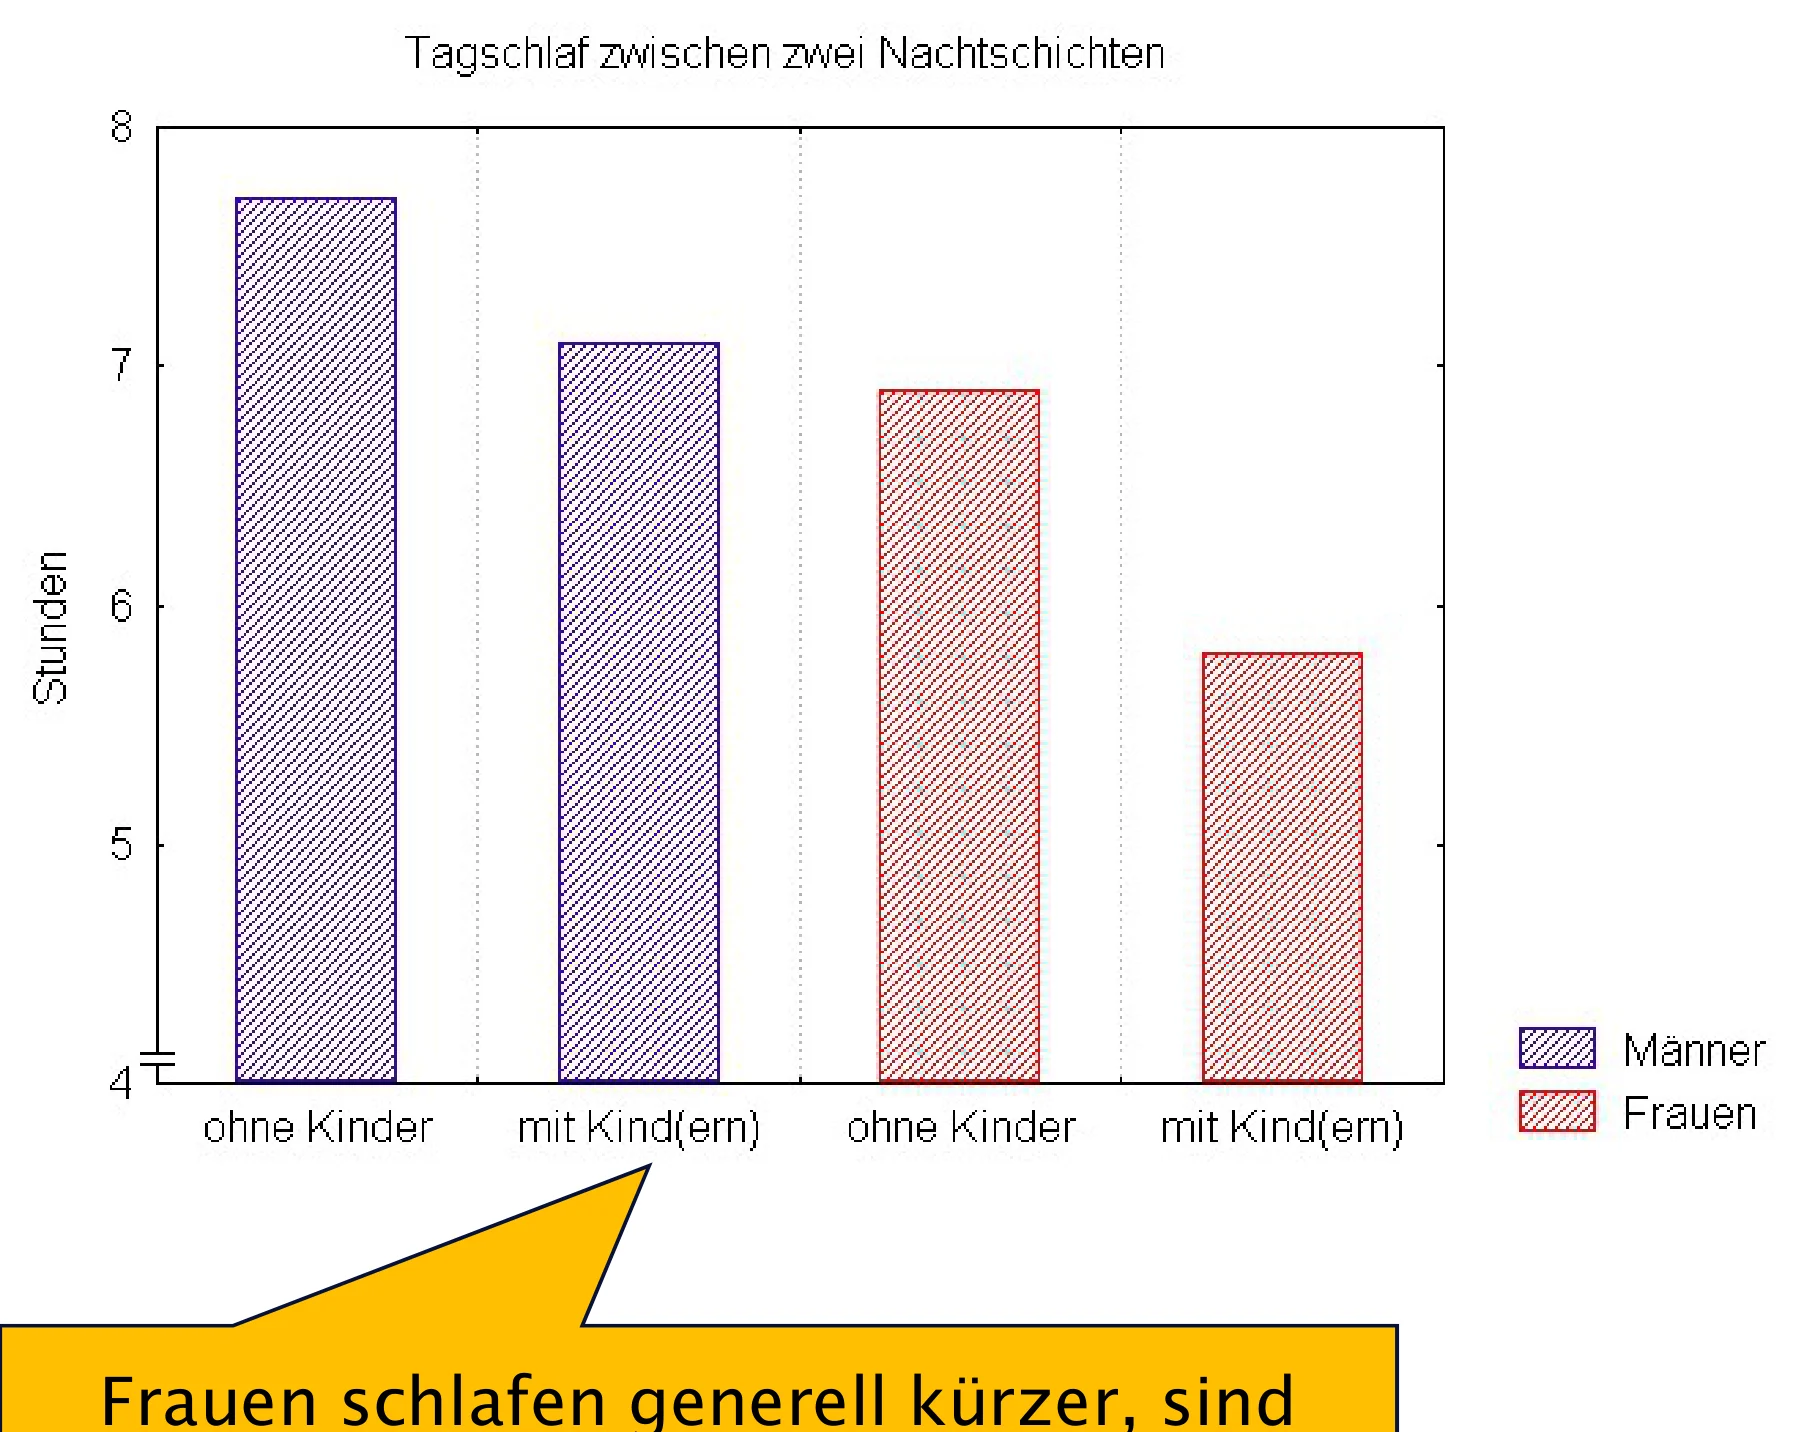 Tagschlaf zwischen zwei Nachtschichten
8
7
6
5
4
Stunden
ohne Kinder
mit Kind(ern)
ohne Kinder
mit Kind(ern)
Männer
Frauen
Frauen schlafen generell kürzer, sind